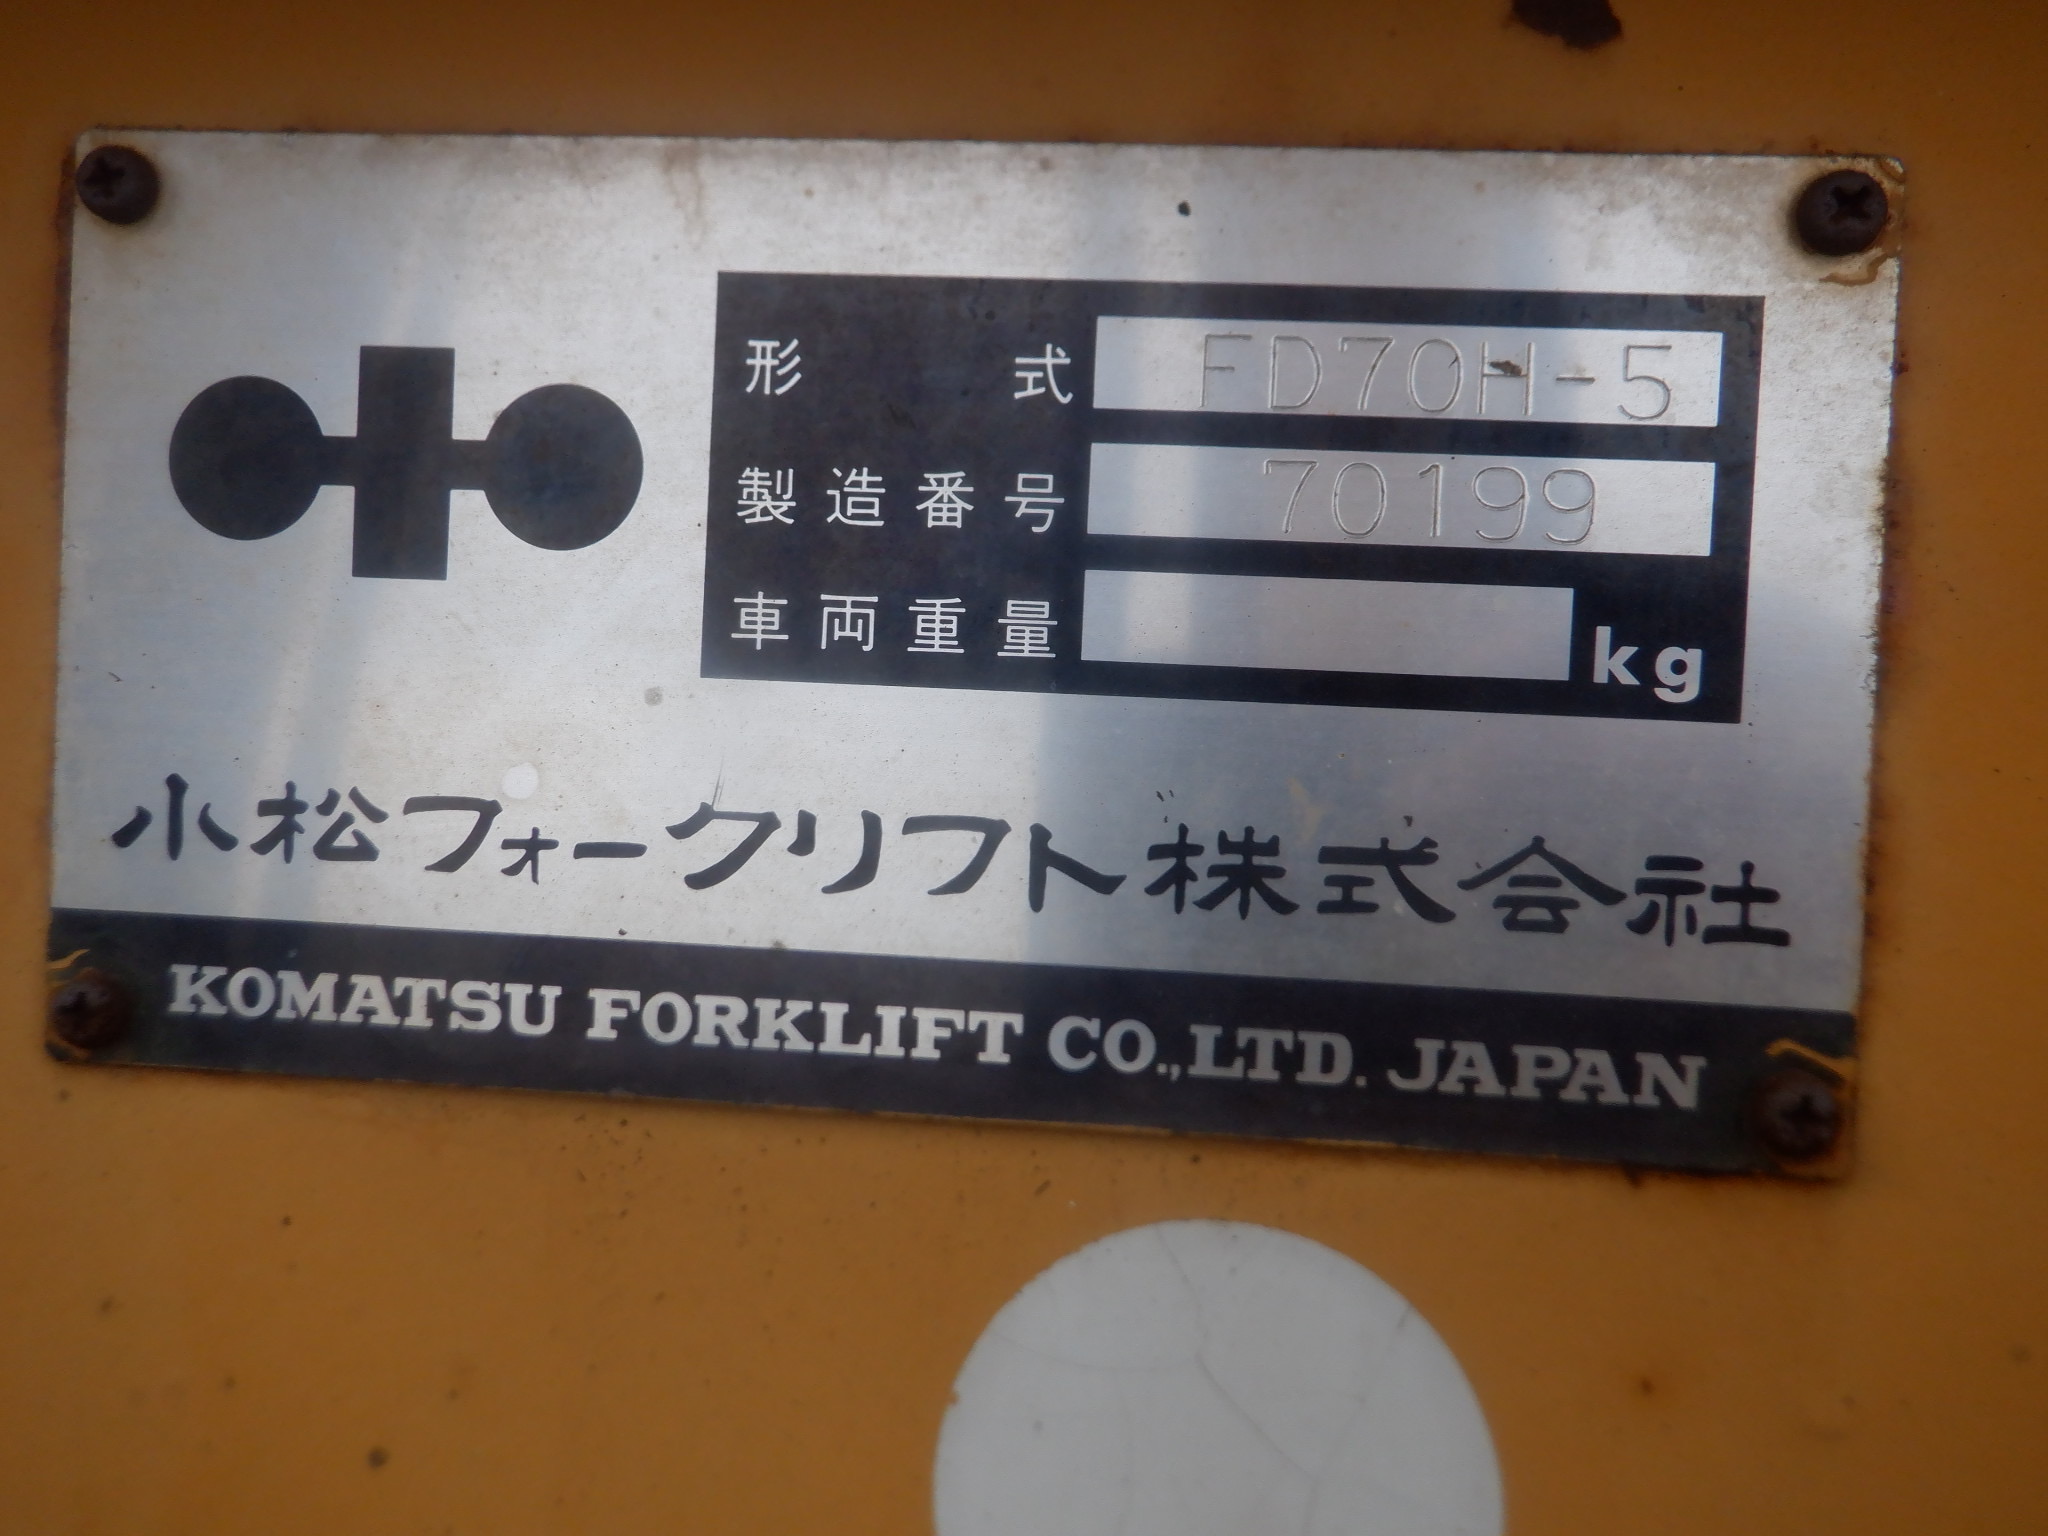 形式 FD70H-5
製造番号 70199
車両重量 kg
小松フォークリフト株式会社
KOMATSU FORKLIFT CO.,LTD. JAPAN